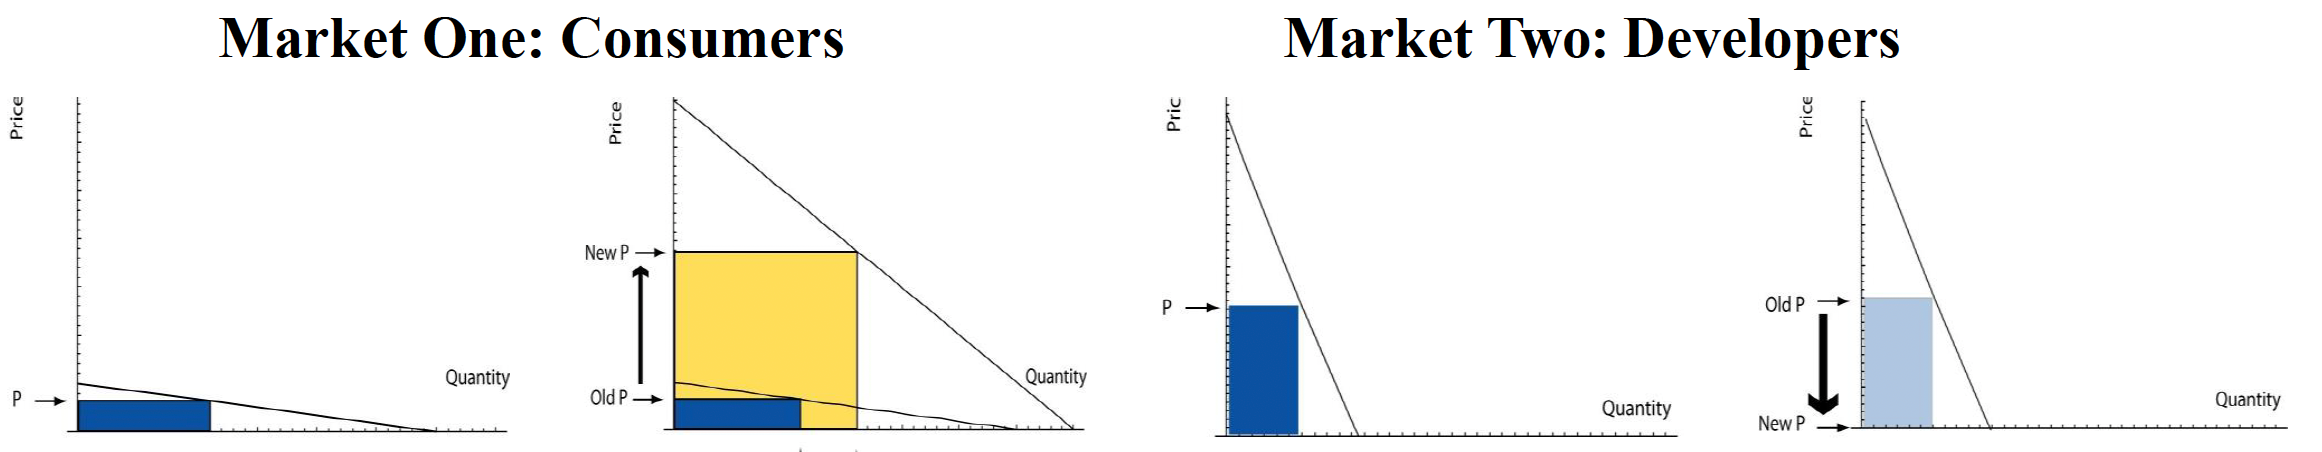 Market One: Consumers
Market Two: Developers
Price
P
Quantity
Price
New P
Old P
Quantity
Pric
P
Quantity
Price
Old P
New P
Quantity